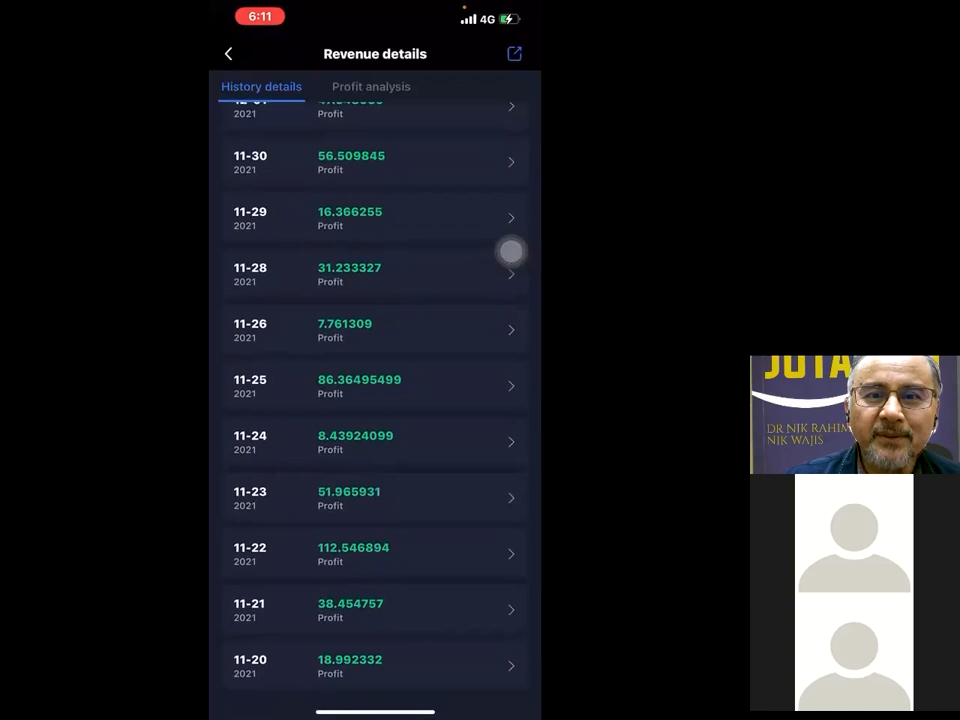 6:11
4G
Revenue details
History details
Profit analysis
2021
Profit
11-30
56.509845
2021
Profit
11-29
16.366255
2021
Profit
11-28
31.233327
2021
Profit
11-26
7.761309
2021
Profit
11-25
86.36495499
2021
Profit
11-24
8.43924099
2021
Profit
11-23
51.965931
2021
Profit
11-22
112.546894
2021
Profit
11-21
38.454757
2021
Profit
11-20
18.992332
2021
Profit
DR NIK RAHIM
NIK WAJIS